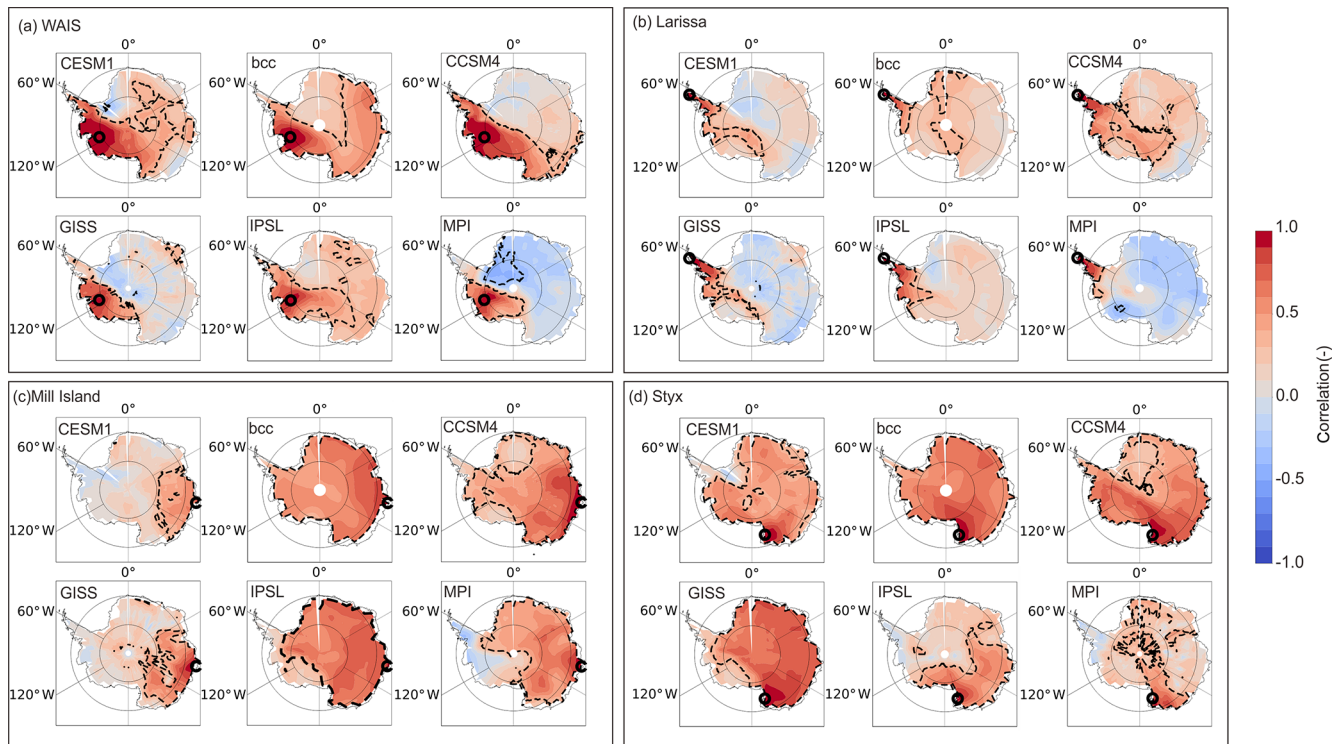 (a) WAIS
0°
0°
0°
CESM1
bcc
CCSM4
60°W
60°W
60°W
120°W
120°W
120°W
0°
0°
0°
GISS
IPSL
MPI
60°W
60°W
60°W
120°W
120°W
120°W
(b) Larissa
0°
0°
0°
CESM1
bcc
CCSM4
60°W
60°W
60°W
120°W
120°W
120°W
0°
0°
0°
GISS
IPSL
MPI
60°W
60°W
60°W
120°W
120°W
120°W
(c)Mill Island
0°
0°
0°
CESM1
bcc
CCSM4
60°W
60°W
60°W
120°W
120°W
120°W
0°
0°
0°
GISS
IPSL
MPI
60°W
60°W
60°W
120°W
120°W
120°W
(d) Styx
0°
0°
0°
CESM1
bcc
CCSM4
60°W
60°W
60°W
120°W
120°W
120°W
0°
0°
0°
GISS
IPSL
MPI
60°W
60°W
60°W
120°W
120°W
120°W
1.0
0.5
0.0
-0.5
-1.0
Correlation(-)